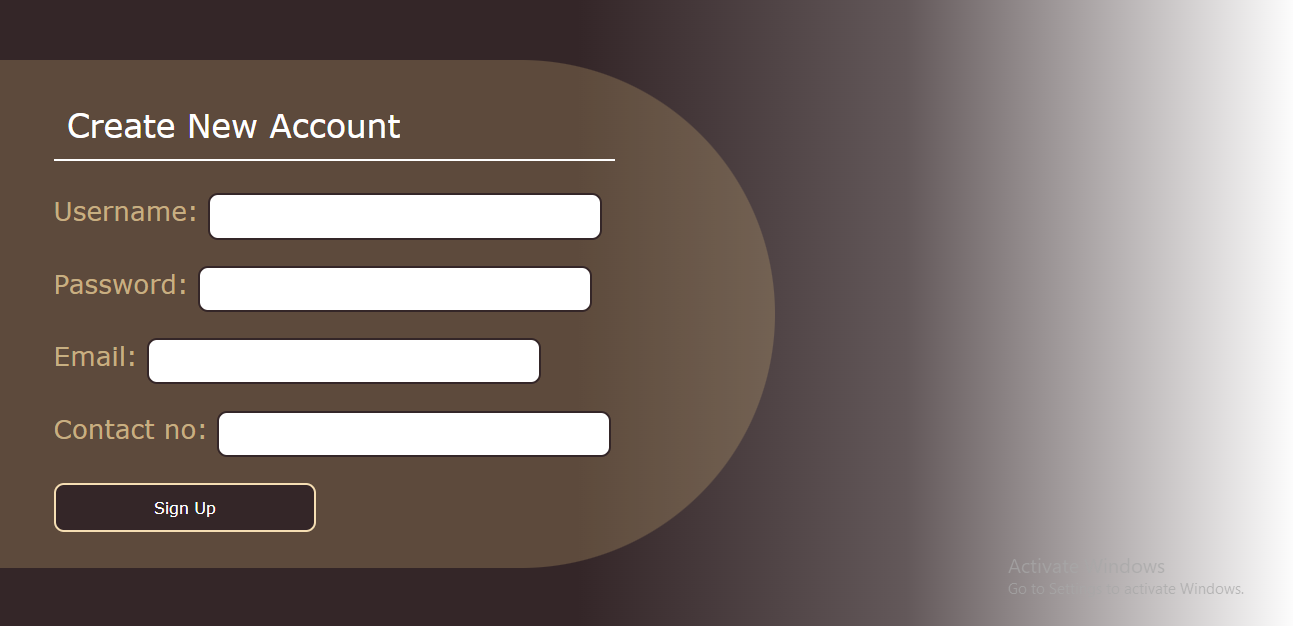 Create New Account
Username:
Password:
Email:
Contact no:
Sign Up
Activate Windows
Go to Settings to activate Windows.